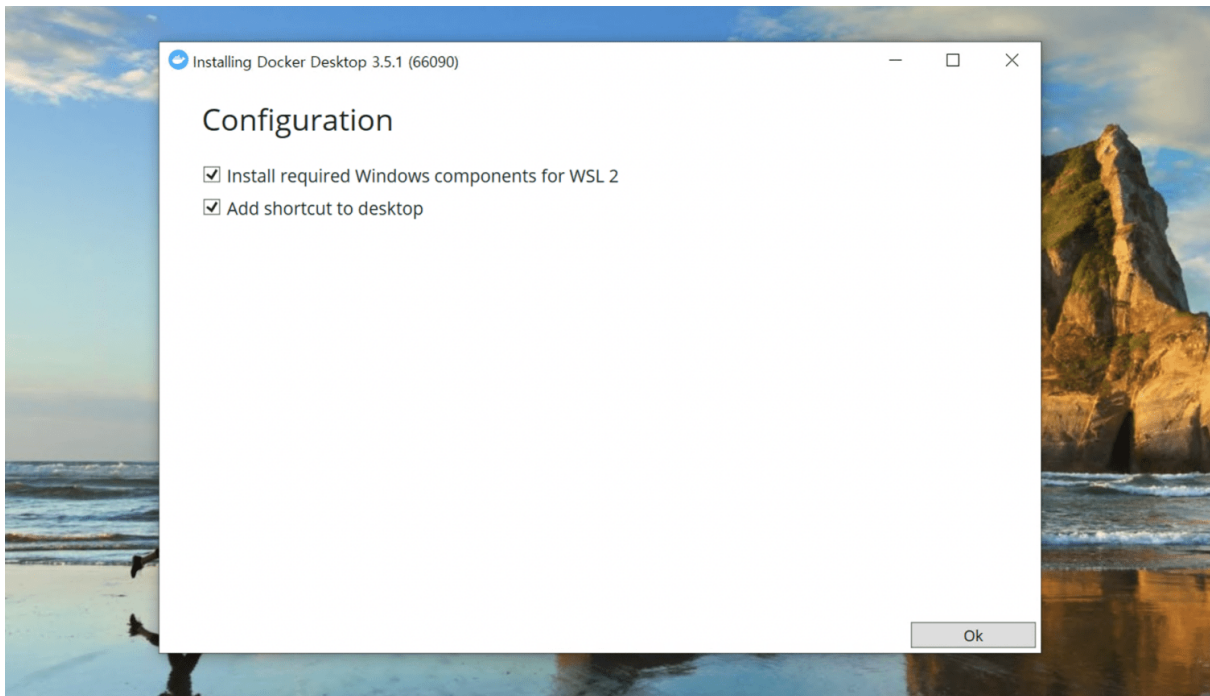 Installing Docker Desktop 3.5.1 (66090)
Configuration
Install required Windows components for WSL 2
Add shortcut to desktop
Ok